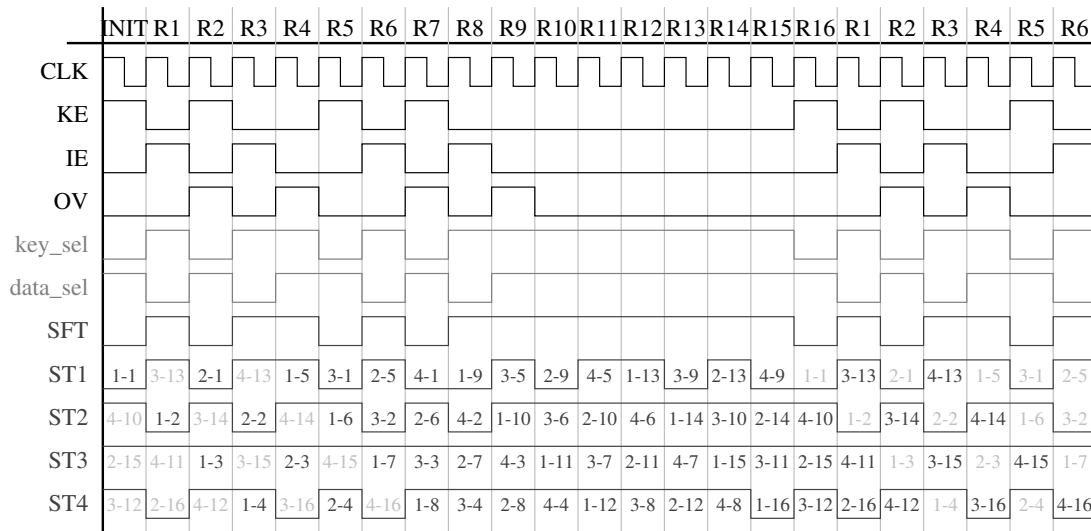 INIT R1 R2 R3 R4 R5 R6 R7 R8 R9 R10 R11 R12 R13 R14 R15 R16 R1 R2 R3 R4 R5 R6
CLK
KE
IE
OV
key_sel
data_sel
SFT
ST1 1-1 3-13 2-1 4-13 1-5 3-1 2-5 4-1 1-9 3-5 2-9 4-5 1-13 3-9 2-13 4-9 1-1 3-13 2-1 4-13 1-5 3-1 2-5
ST2 4-10 1-2 3-14 2-2 4-14 1-6 3-2 2-6 4-2 1-10 3-6 2-10 4-6 1-14 3-10 2-14 4-10 1-2 3-14 2-2 4-14 1-6 3-2
ST3 2-15 4-11 1-3 3-15 2-3 4-15 1-7 3-3 2-7 4-3 1-11 3-7 2-11 4-7 1-15 3-11 2-15 4-11 1-3 3-15 2-3 4-15 1-7
ST4 3-12 2-16 4-12 1-4 3-16 2-4 4-16 1-8 3-4 2-8 4-4 1-12 3-8 2-12 4-8 1-16 3-12 2-16 4-12 1-4 3-16 2-4 4-16